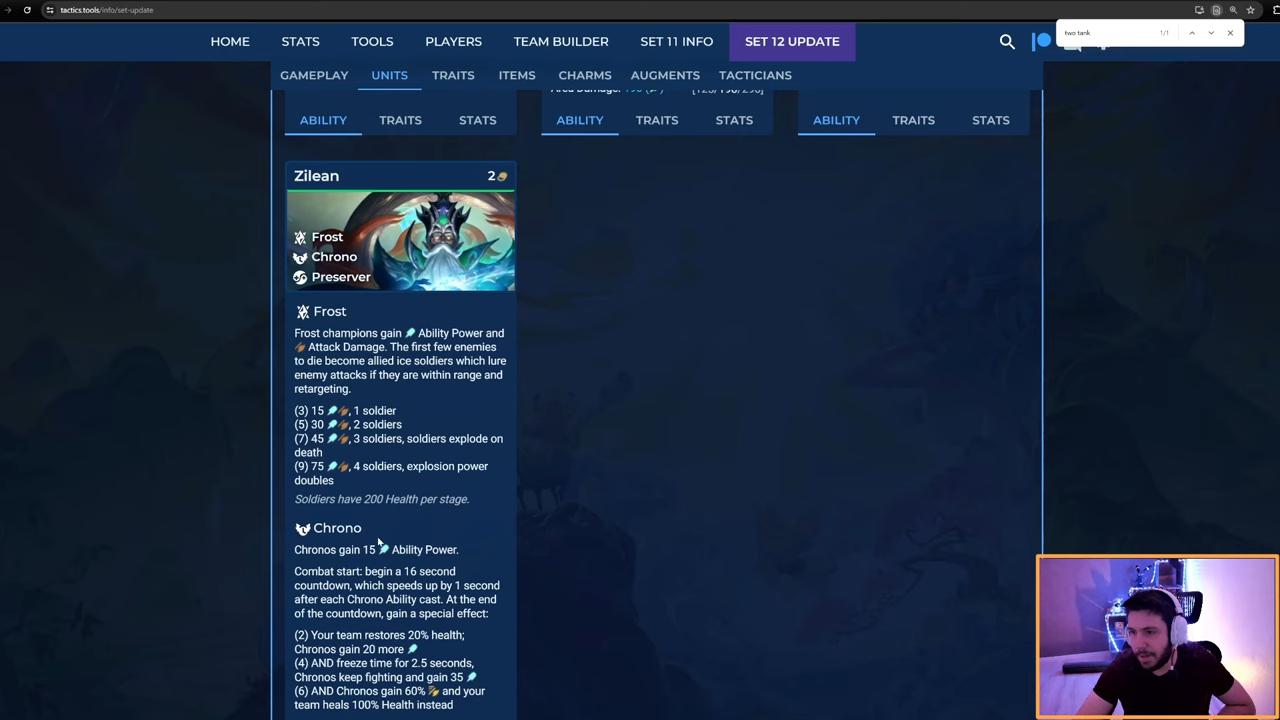 tactics.tools/info/set-update
two tank
1/1
HOME STATS TOOLS PLAYERS TEAM BUILDER SET 11 INFO SET 12 UPDATE
GAMEPLAY UNITS TRAITS ITEMS CHARMS AUGMENTS TACTICIANS
Area Damage:
ABILITY TRAITS STATS ABILITY TRAITS STATS ABILITY TRAITS STATS
Zilean 2
Frost
Chrono
Preserver
Frost
Frost champions gain Ability Power and
Attack Damage. The first few enemies
to die become allied ice soldiers which lure
enemy attacks if they are within range and
retargeting.
(3) 15 , 1 soldier
(5) 30 , 2 soldiers
(7) 45 , 3 soldiers, soldiers explode on
death
(9) 75 , 4 soldiers, explosion power
doubles
Soldiers have 200 Health per stage.
Chrono
Chronos gain 15 Ability Power.
Combat start: begin a 16 second
countdown, which speeds up by 1 second
after each Chrono Ability cast. At the end
of the countdown, gain a special effect:
(2) Your team restores 20% health;
Chronos gain 20 more
(4) AND freeze time for 2.5 seconds,
Chronos keep fighting and gain 35
(6) AND Chronos gain 60% and your
team heals 100% Health instead